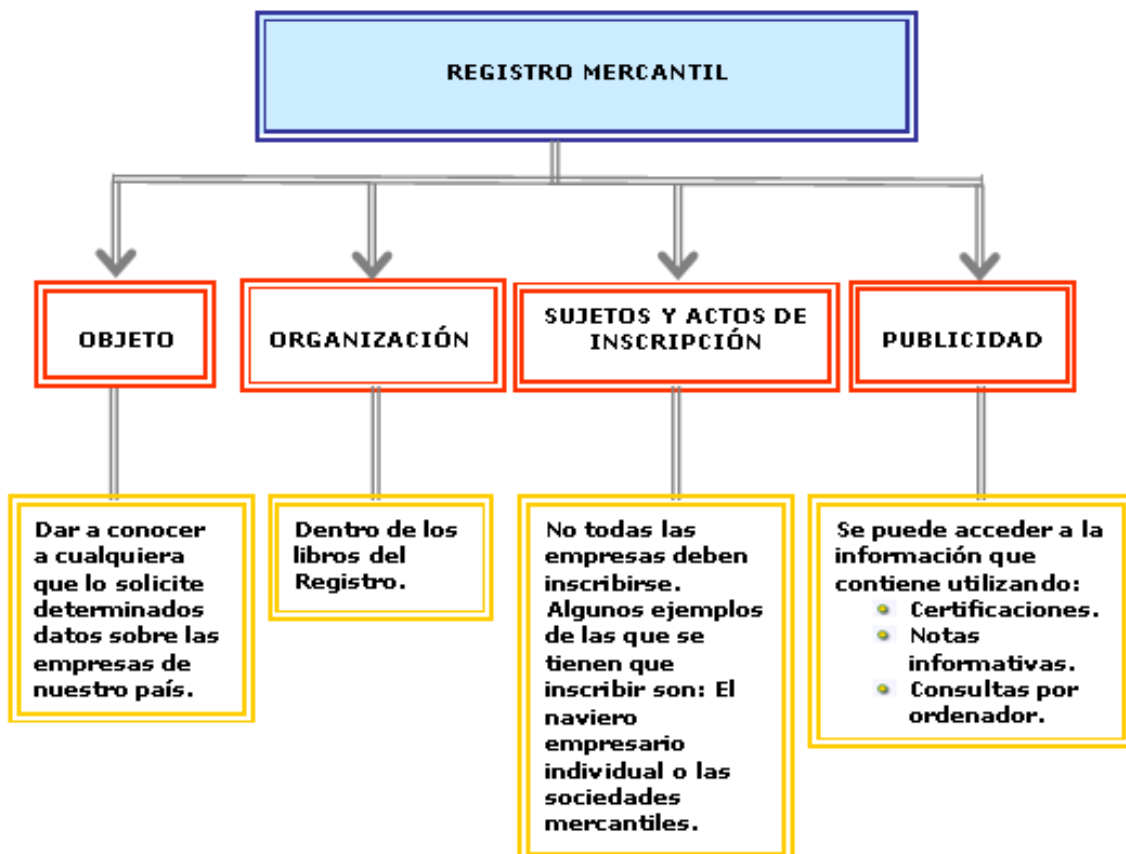 REGISTRO MERCANTIL
OBJETO
ORGANIZACIÓN
SUJETOS Y ACTOS DE
INSCRIPCIÓN
PUBLICIDAD
Dar a conocer
a cualquiera
que lo solicite
determinados
datos sobre las
empresas de
nuestro país.
Dentro de los
libros del
Registro.
No todas las
empresas deben
inscribirse.
Algunos ejemplos
de las que se
tienen que
inscribir son: El
naviero
empresario
individual o las
sociedades
mercantiles.
Se puede acceder a la
información que
contiene utilizando:
Certificaciones.
Notas
informativas.
Consultas por
ordenador.